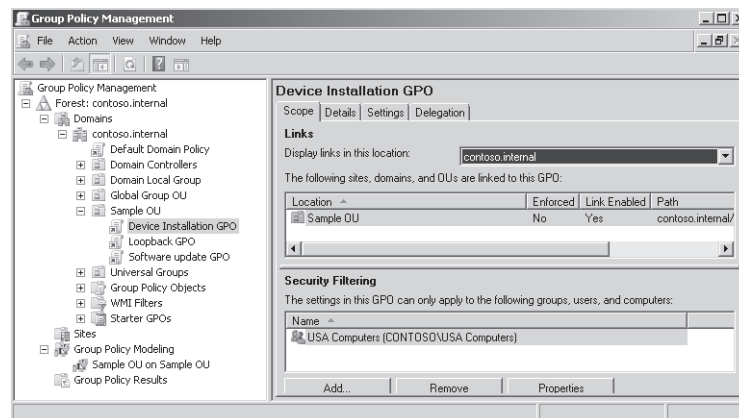 Group Policy Management
File Action View Window Help
Group Policy Management
Forest: contoso.internal
Domains
contoso.internal
Default Domain Policy
Domain Controllers
Domain Local Group
Global Group OU
Sample OU
Device Installation GPO
Loopback GPO
Software update GPO
Universal Groups
Group Policy Objects
WMI Filters
Starter GPOs
Sites
Group Policy Modeling
Sample OU on Sample OU
Group Policy Results
Device Installation GPO
Scope Details Settings Delegation
Links
Display links in this location: contoso.internal
The following sites, domains, and OUs are linked to this GPO:
Location Enforced Link Enabled Path
Sample OU No Yes contoso.internal/
Security Filtering
The settings in this GPO can only apply to the following groups, users, and computers:
Name
USA Computers (CONTOSO\USA Computers)
Add... Remove Properties